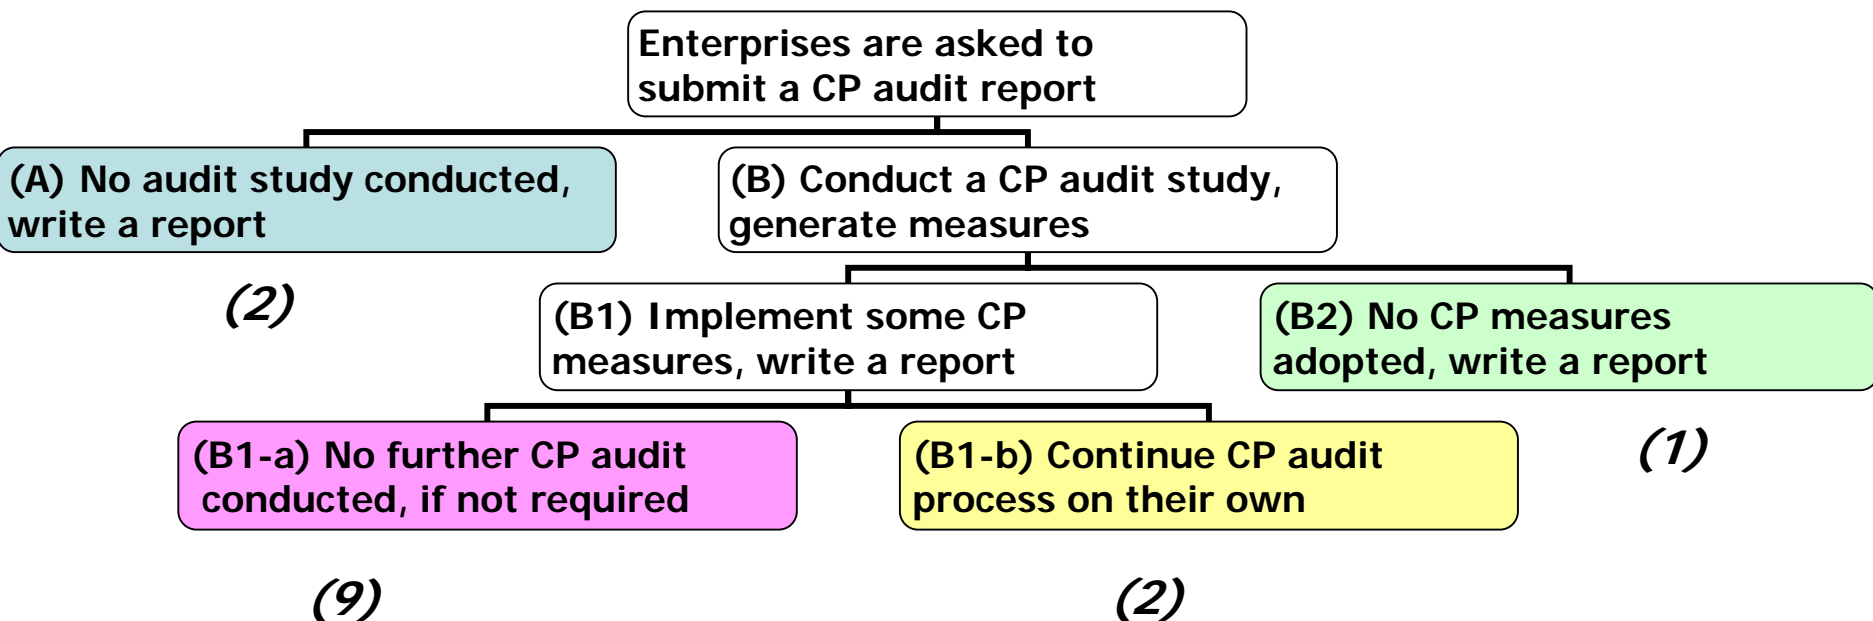 Enterprises are asked to
submit a CP audit report
(A) No audit study conducted,
write a report
(B) Conduct a CP audit study,
generate measures
(2)
(B1) Implement some CP
measures, write a report
(B2) No CP measures
adopted, write a report
(B1-a) No further CP audit
conducted, if not required
(B1-b) Continue CP audit
process on their own
(1)
(9)
(2)